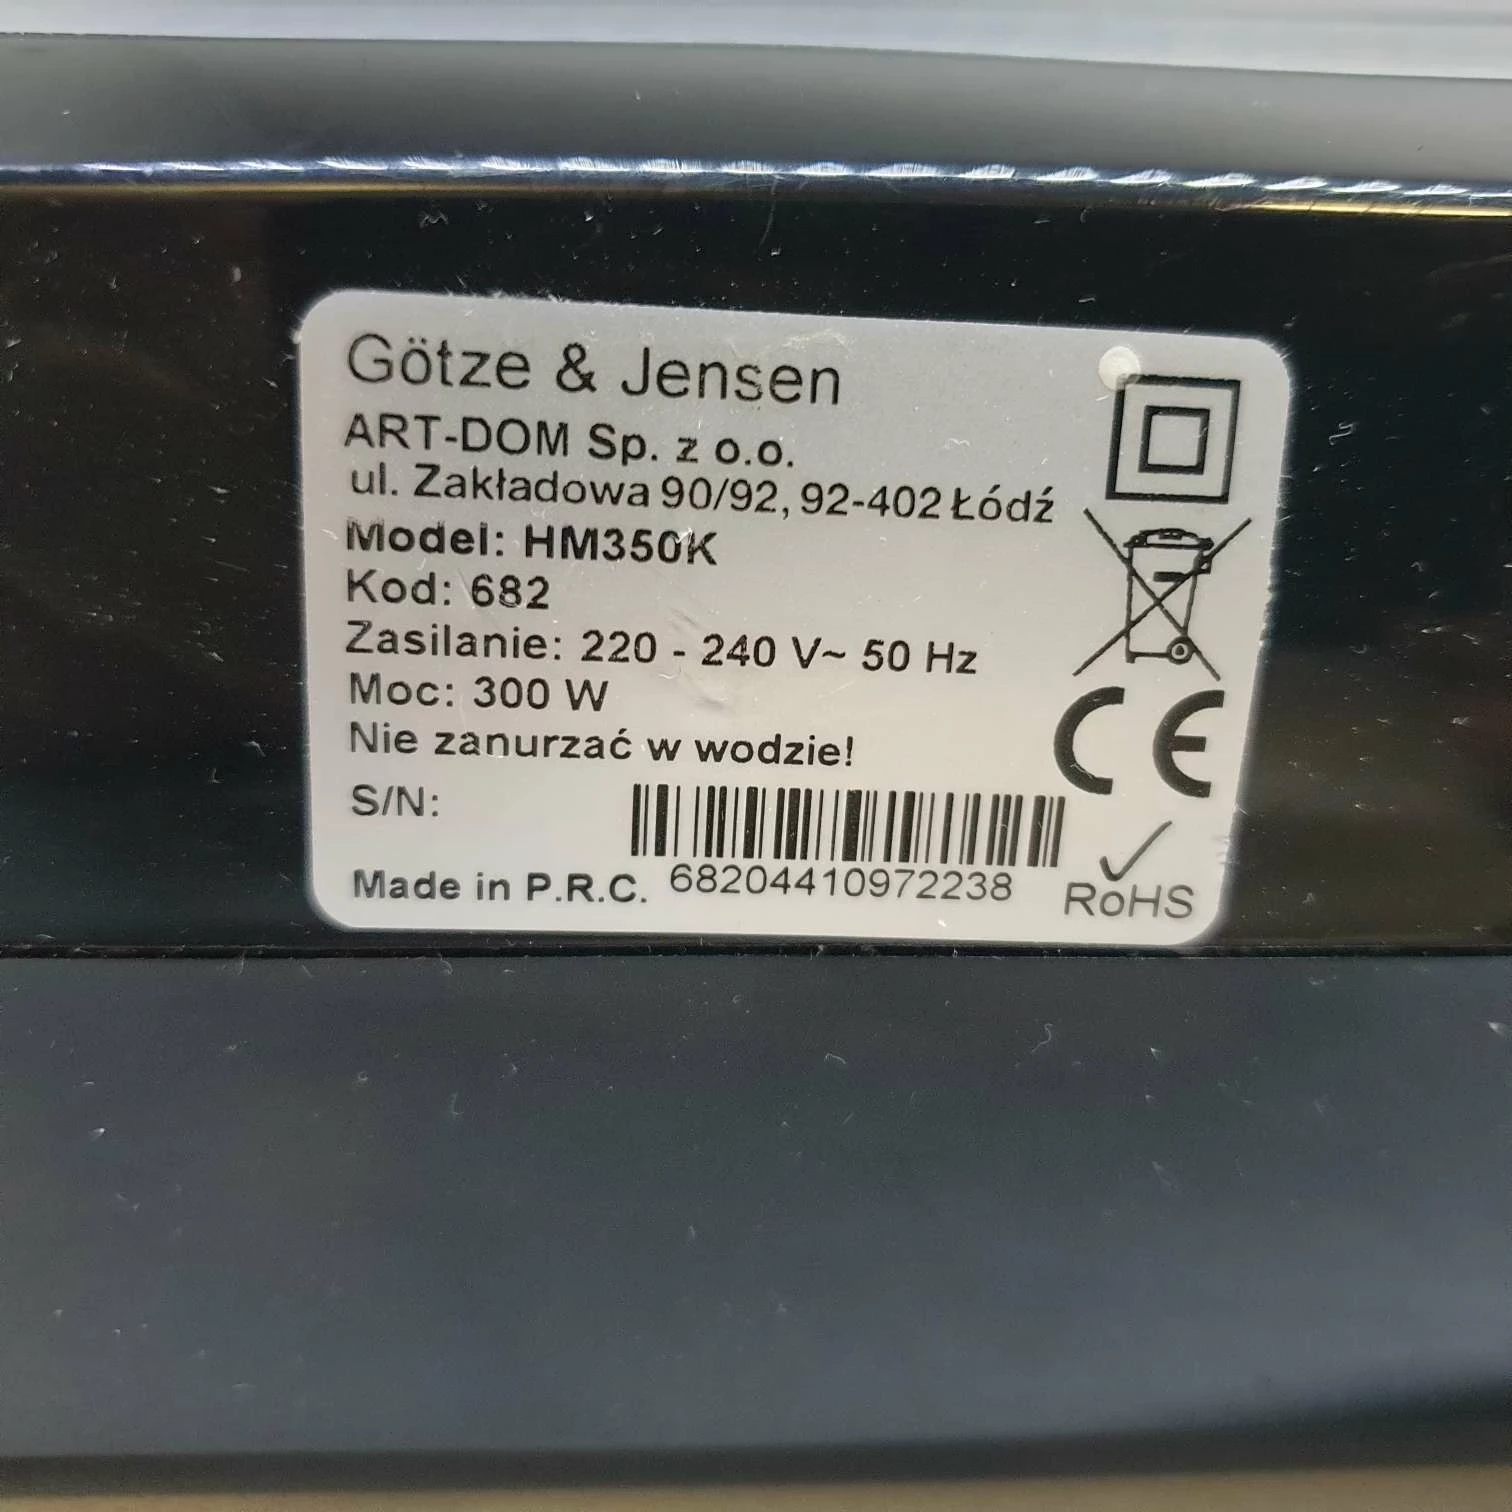 Götze & Jensen
ART-DOM Sp. z o.o.
ul. Zakładowa 90/92, 92-402 Łódź
Model: HM350K
Kod: 682
Zasilanie: 220 - 240 V~ 50 Hz
Moc: 300 W
Nie zanurzać w wodzie!
CE
S/N:
68204410972238
Made in P.R.C.
RoHS